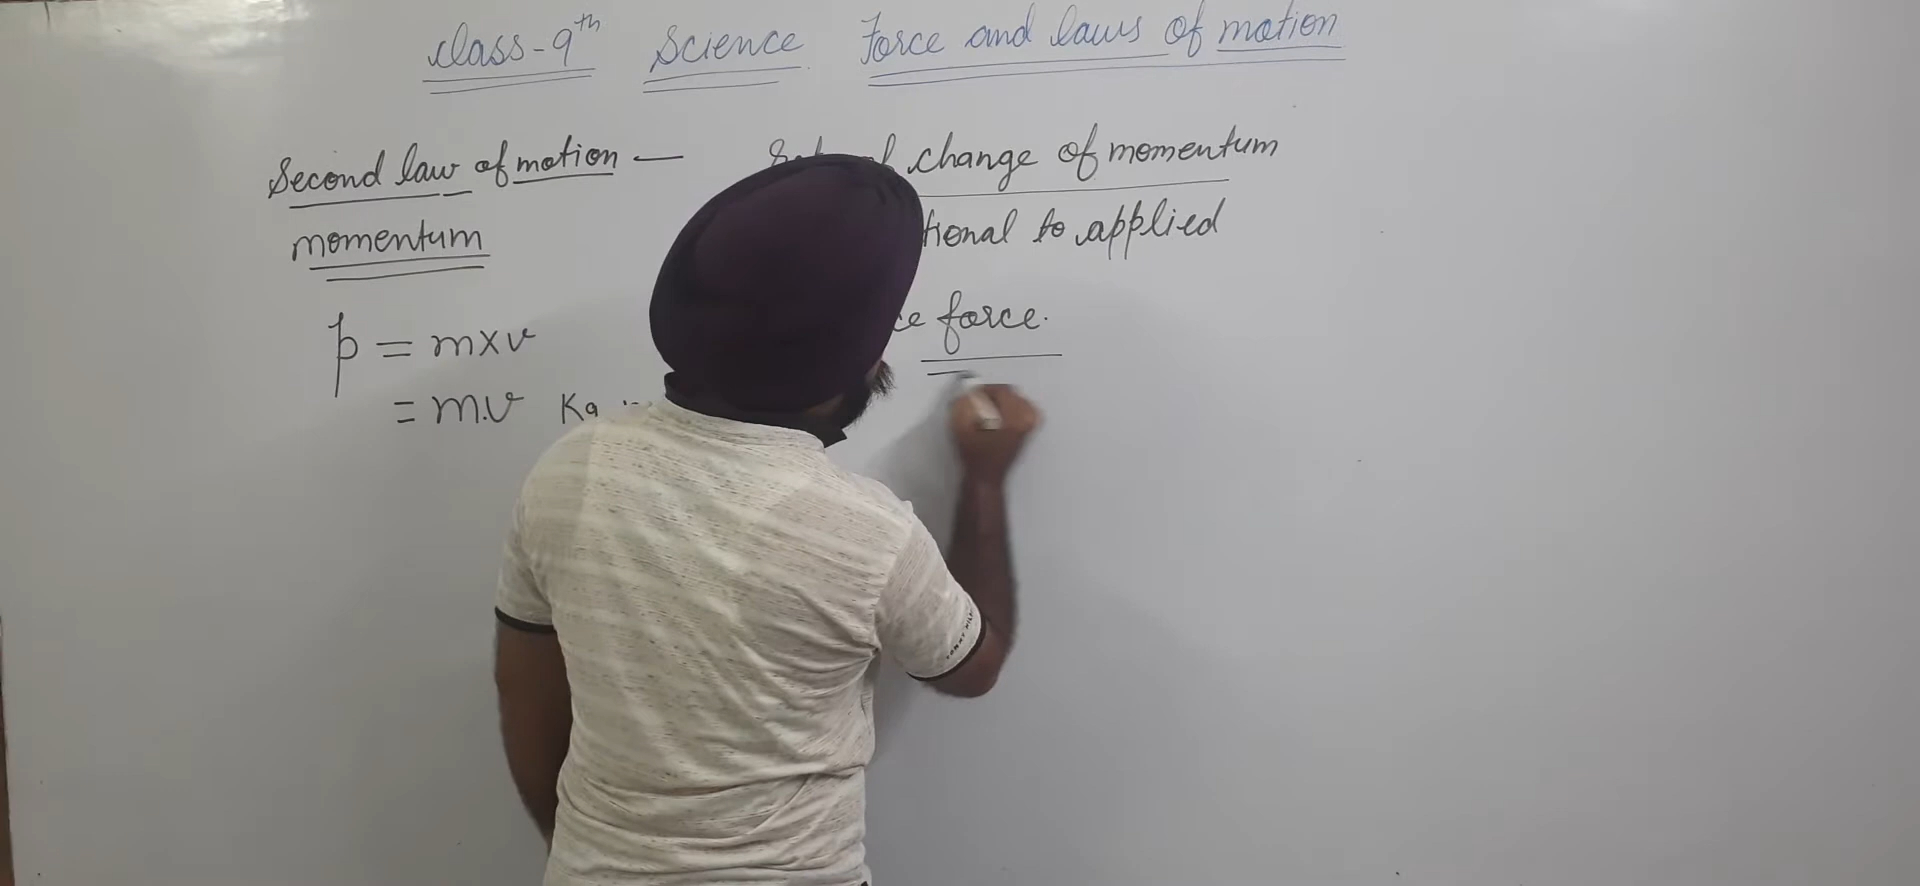 Class-9th Science Force and laws of motion
Second law of motion — change of momentum
momentum tional to applied
p = m×v ce force.
= m.v Kg